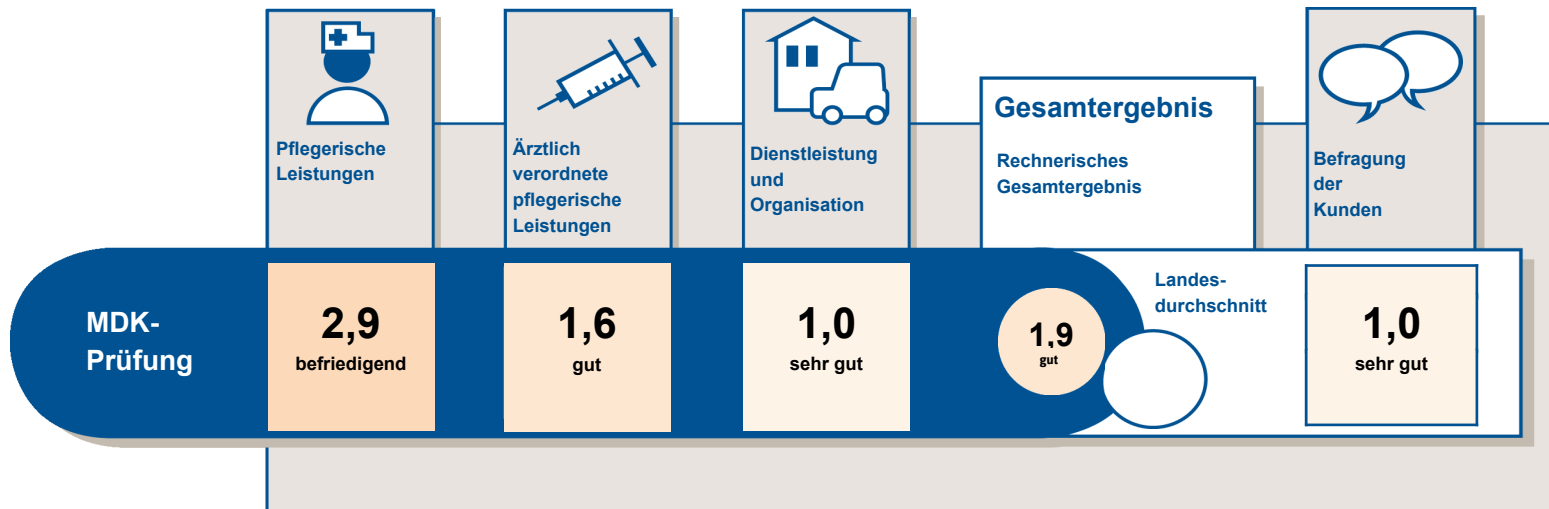 Pflegerische
Leistungen
Ärztlich
verordnete
pflegerische
Leistungen
Dienstleistung
und
Organisation
Gesamtergebnis
Rechnerisches
Gesamtergebnis
Befragung
der
Kunden
MDK-
Prüfung
2,9
befriedigend
1,6
gut
1,0
sehr gut
1,9
gut
Landes-
durchschnitt
1,0
sehr gut